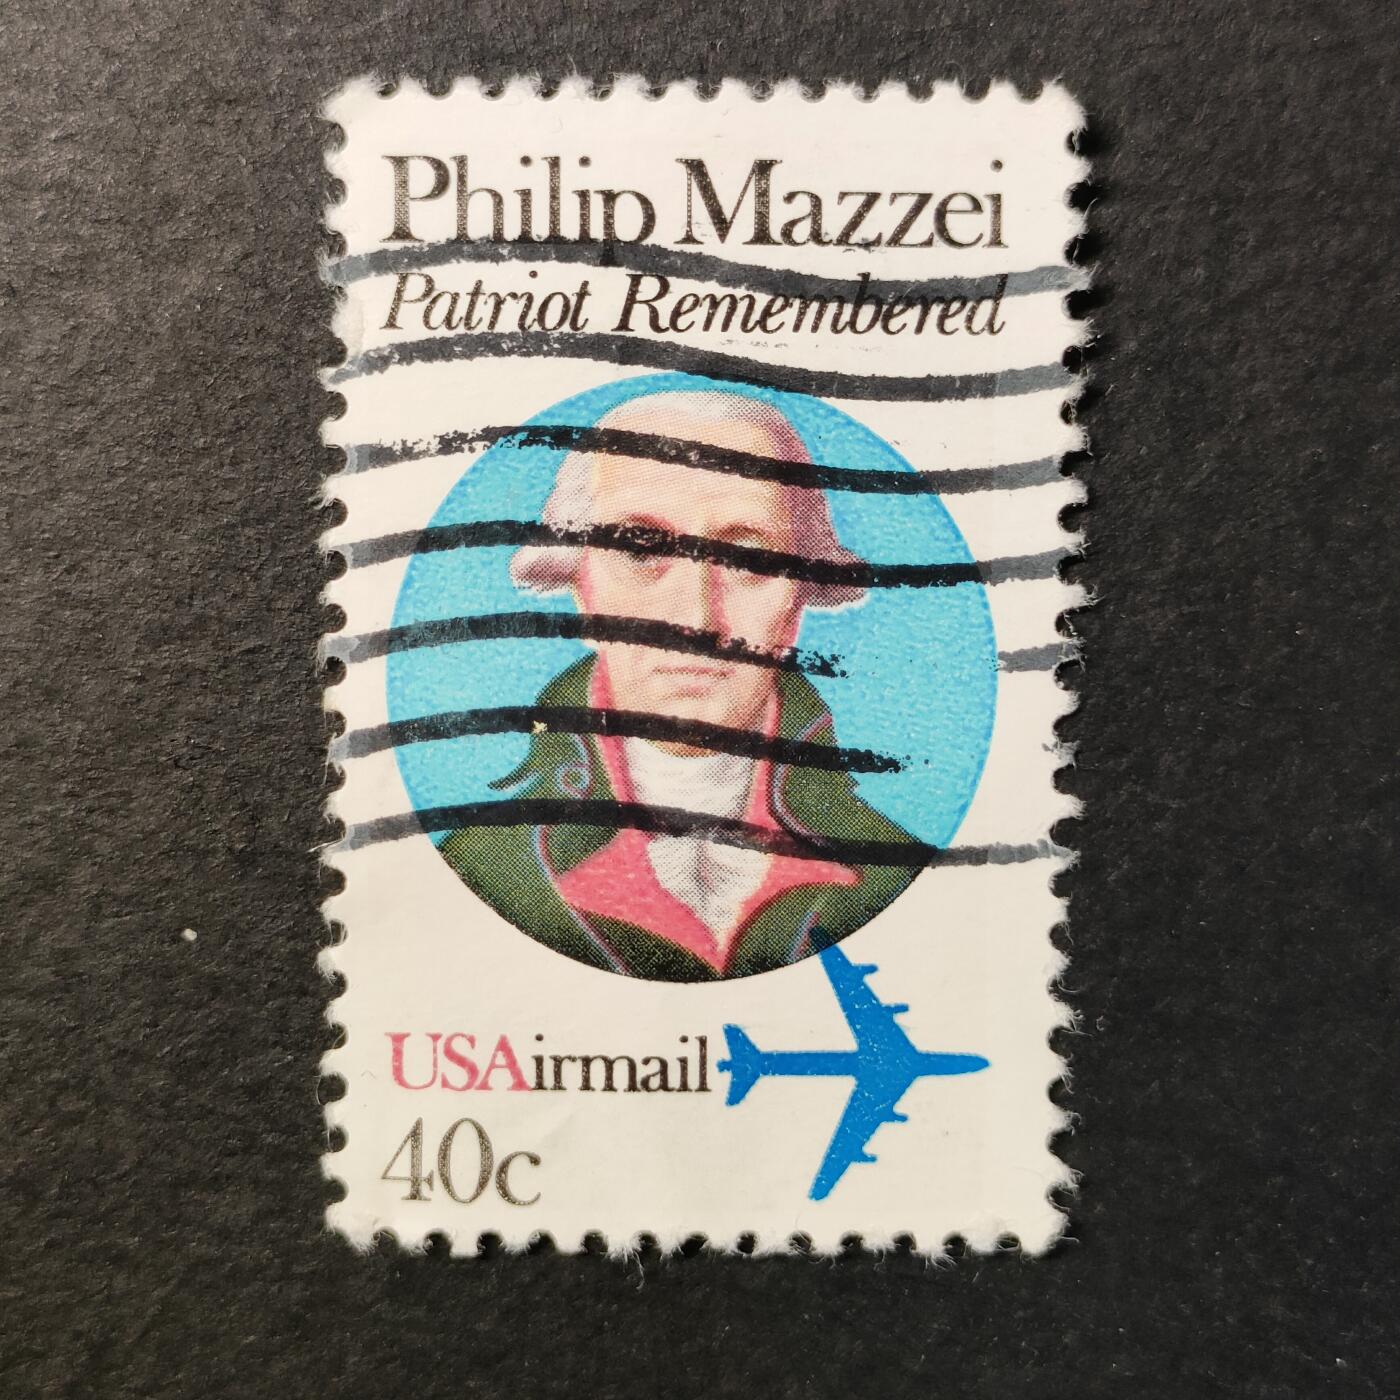 Philip Mazzei
Patriot Remembered
USAirmail
40c